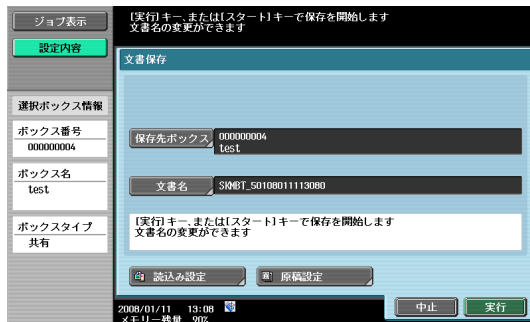 ジョブ表示
設定内容
[実行]キー、または[スタート]キーで保存を開始します
文書名の変更ができます
文書保存
選択ボックス情報
ボックス番号
000000004
ボックス名
test
ボックスタイプ
共有
保存先ボックス
000000004
test
文書名
SKMBT_50108011113080
[実行]キー、または[スタート]キーで保存を開始します
文書名の変更ができます
読込み設定
原稿設定
2008/01/11 13:08
メモリー残量 90%
中止
実行